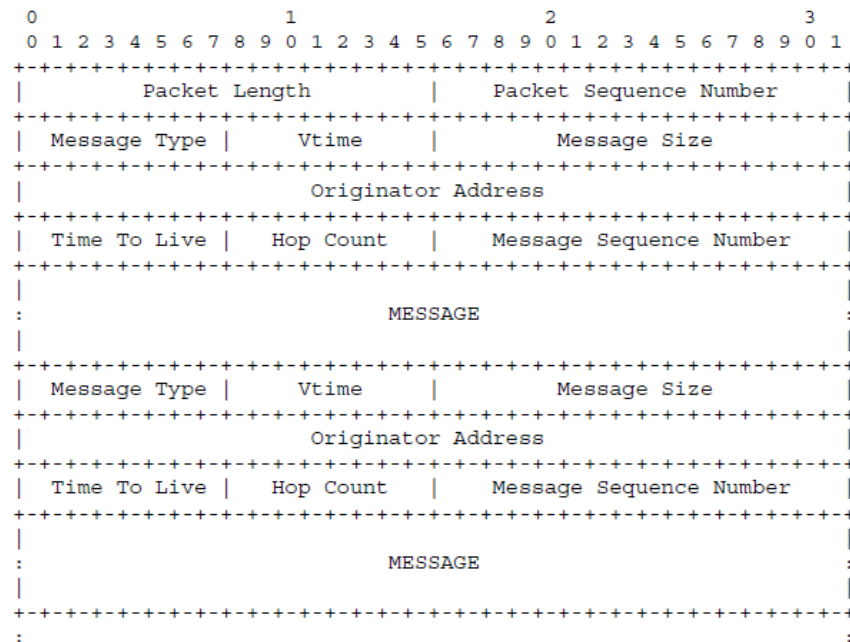 0                   1                   2                   3
 0 1 2 3 4 5 6 7 8 9 0 1 2 3 4 5 6 7 8 9 0 1 2 3 4 5 6 7 8 9 0 1
+-+-+-+-+-+-+-+-+-+-+-+-+-+-+-+-+-+-+-+-+-+-+-+-+-+-+-+-+-+-+-+-+
|         Packet Length         |    Packet Sequence Number     |
+-+-+-+-+-+-+-+-+-+-+-+-+-+-+-+-+-+-+-+-+-+-+-+-+-+-+-+-+-+-+-+-+
|  Message Type |     Vtime     |         Message Size          |
+-+-+-+-+-+-+-+-+-+-+-+-+-+-+-+-+-+-+-+-+-+-+-+-+-+-+-+-+-+-+-+-+
|                      Originator Address                       |
+-+-+-+-+-+-+-+-+-+-+-+-+-+-+-+-+-+-+-+-+-+-+-+-+-+-+-+-+-+-+-+-+
|  Time To Live |   Hop Count   |    Message Sequence Number    |
+-+-+-+-+-+-+-+-+-+-+-+-+-+-+-+-+-+-+-+-+-+-+-+-+-+-+-+-+-+-+-+-+
|                                                               |
:                            MESSAGE                            :
|                                                               |
+-+-+-+-+-+-+-+-+-+-+-+-+-+-+-+-+-+-+-+-+-+-+-+-+-+-+-+-+-+-+-+-+
|  Message Type |     Vtime     |         Message Size          |
+-+-+-+-+-+-+-+-+-+-+-+-+-+-+-+-+-+-+-+-+-+-+-+-+-+-+-+-+-+-+-+-+
|                      Originator Address                       |
+-+-+-+-+-+-+-+-+-+-+-+-+-+-+-+-+-+-+-+-+-+-+-+-+-+-+-+-+-+-+-+-+
|  Time To Live |   Hop Count   |    Message Sequence Number    |
+-+-+-+-+-+-+-+-+-+-+-+-+-+-+-+-+-+-+-+-+-+-+-+-+-+-+-+-+-+-+-+-+
|                                                               |
:                            MESSAGE                            :
|                                                               |
+-+-+-+-+-+-+-+-+-+-+-+-+-+-+-+-+-+-+-+-+-+-+-+-+-+-+-+-+-+-+-+-+
:                                                               :